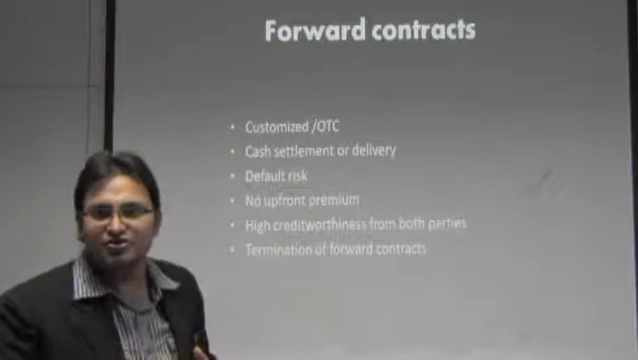 Forward contracts
• Customized /OTC
• Cash settlement or delivery
• Default risk
• No upfront premium
• High creditworthiness from both parties
• Termination of forward contracts